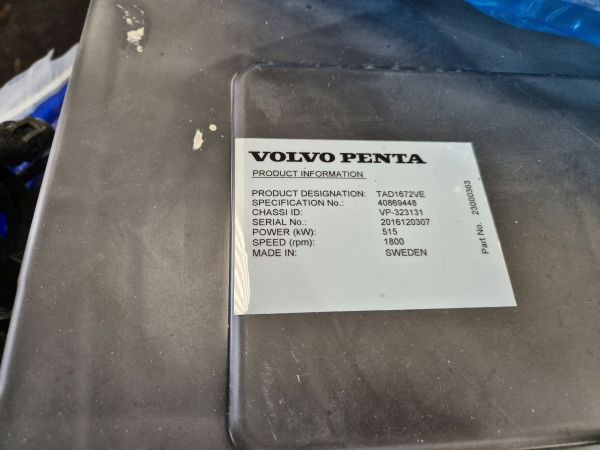 VOLVO PENTA
PRODUCT INFORMATION
PRODUCT DESIGNATION: TAD1672VE
SPECIFICATION No.: 40869448
CHASSI ID: VP-323131
SERIAL No.: 2016120307
POWER (kW): 515
SPEED (rpm): 1800
MADE IN: SWEDEN
Part No. 23000363